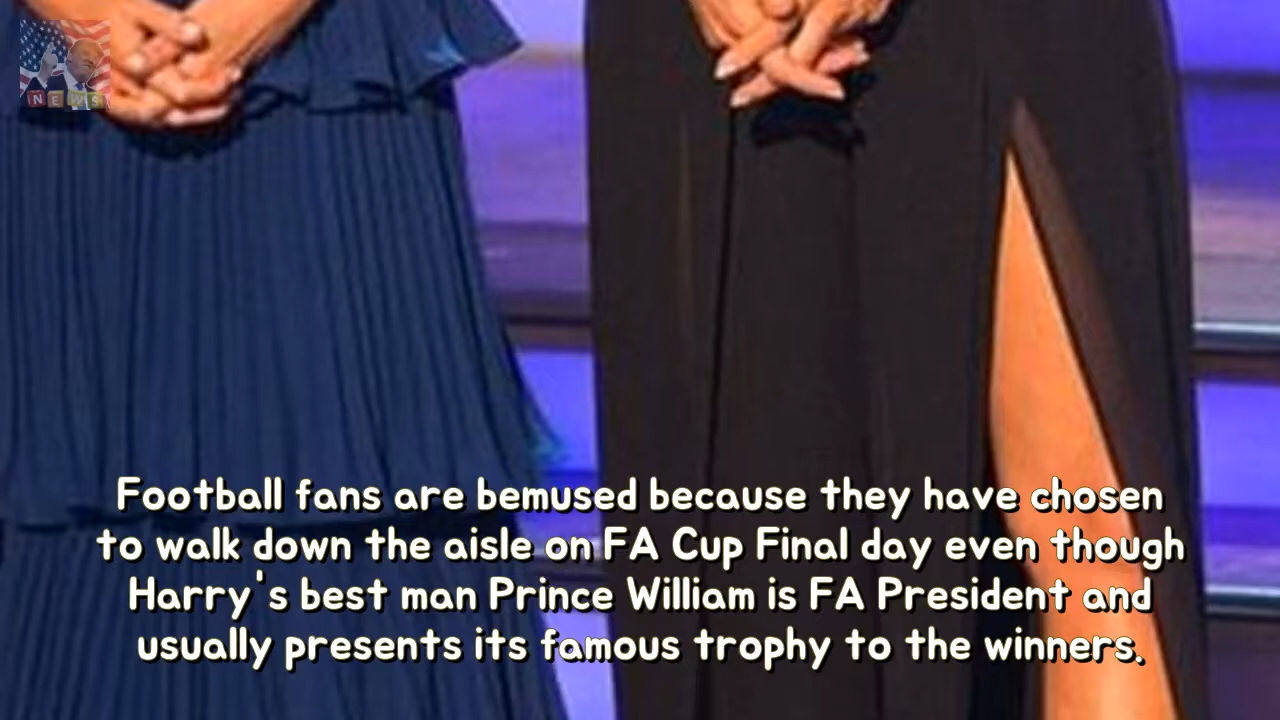 NEWS
Football fans are bemused because they have chosen
to walk down the aisle on FA Cup Final day even though
Harry's best man Prince William is FA President and
usually presents its famous trophy to the winners.